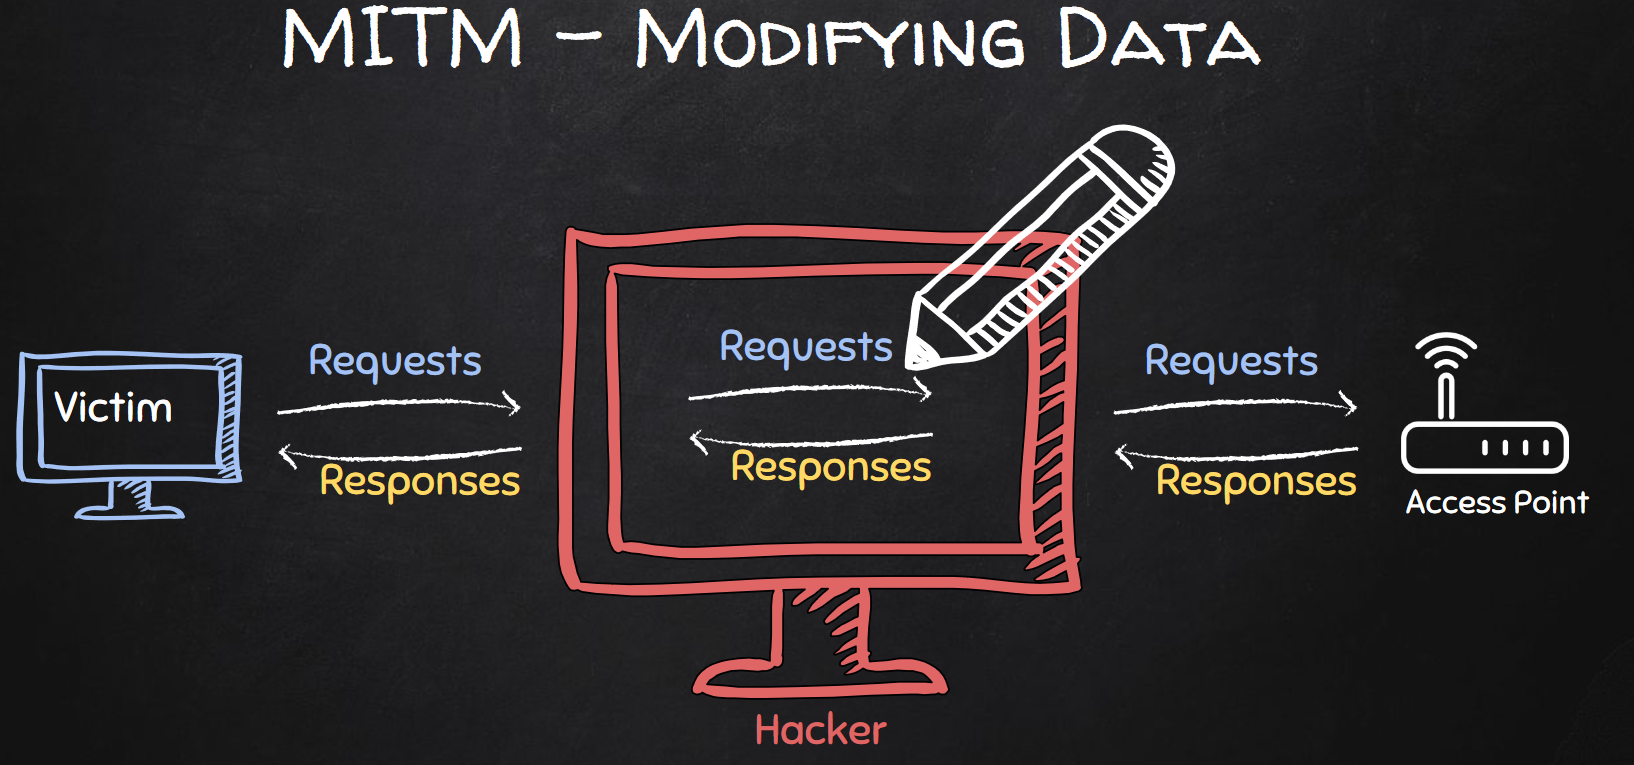 MITM - Modifying Data
Requests
Requests
Requests
Victim
Responses
Responses
Responses
Access Point
Hacker